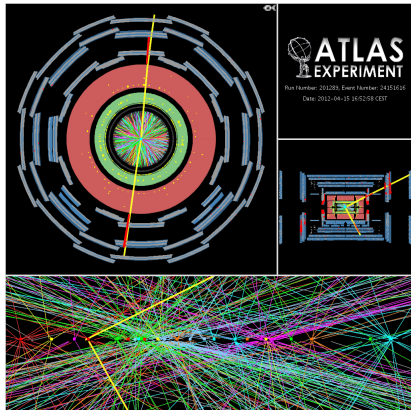 ATLAS
EXPERIMENT
Run Number: 201289, Event Number: 24151616
Date: 2012-04-15 16:52:58 CEST